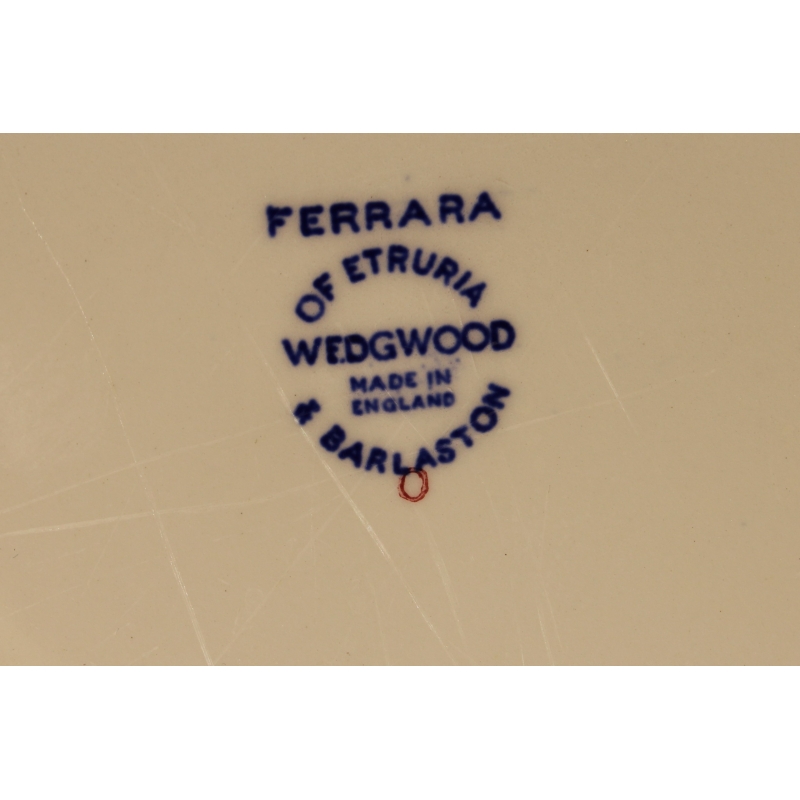 FERRARA
OF ETRURIA
WEDGWOOD
MADE IN
ENGLAND
& BARLASTON
O